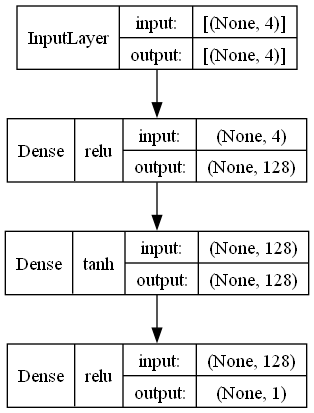 InputLayer input: [(None, 4)]
output: [(None, 4)]
Dense relu input: (None, 4)
output: (None, 128)
Dense tanh input: (None, 128)
output: (None, 128)
Dense relu input: (None, 128)
output: (None, 1)